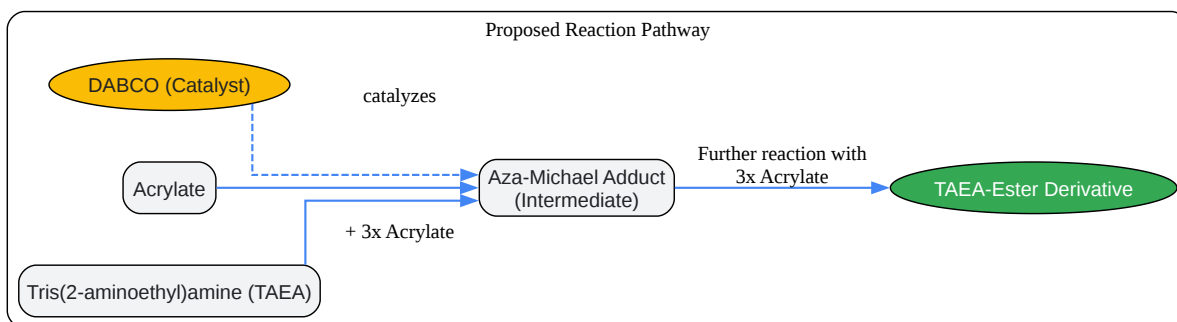 Proposed Reaction Pathway
DABCO (Catalyst)
catalyzes
Acrylate
Aza-Michael Adduct
(Intermediate)
Further reaction with
3x Acrylate
TAEA-Ester Derivative
+ 3x Acrylate
Tris(2-aminoethyl)amine (TAEA)